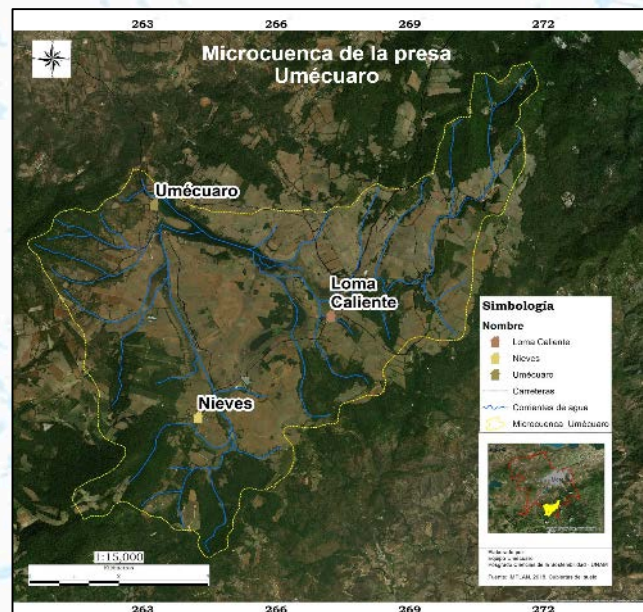 263 266 269 272
Microcuenca de la presa
Umécuaro
Umécuaro
Loma
Caliente
Nieves
Simbología
Nombre
Loma Caliente
Nieves
Umécuaro
Carreteras
Corrientes de agua
Microcuenca Umécuaro
1:15,000
263 266 269 272